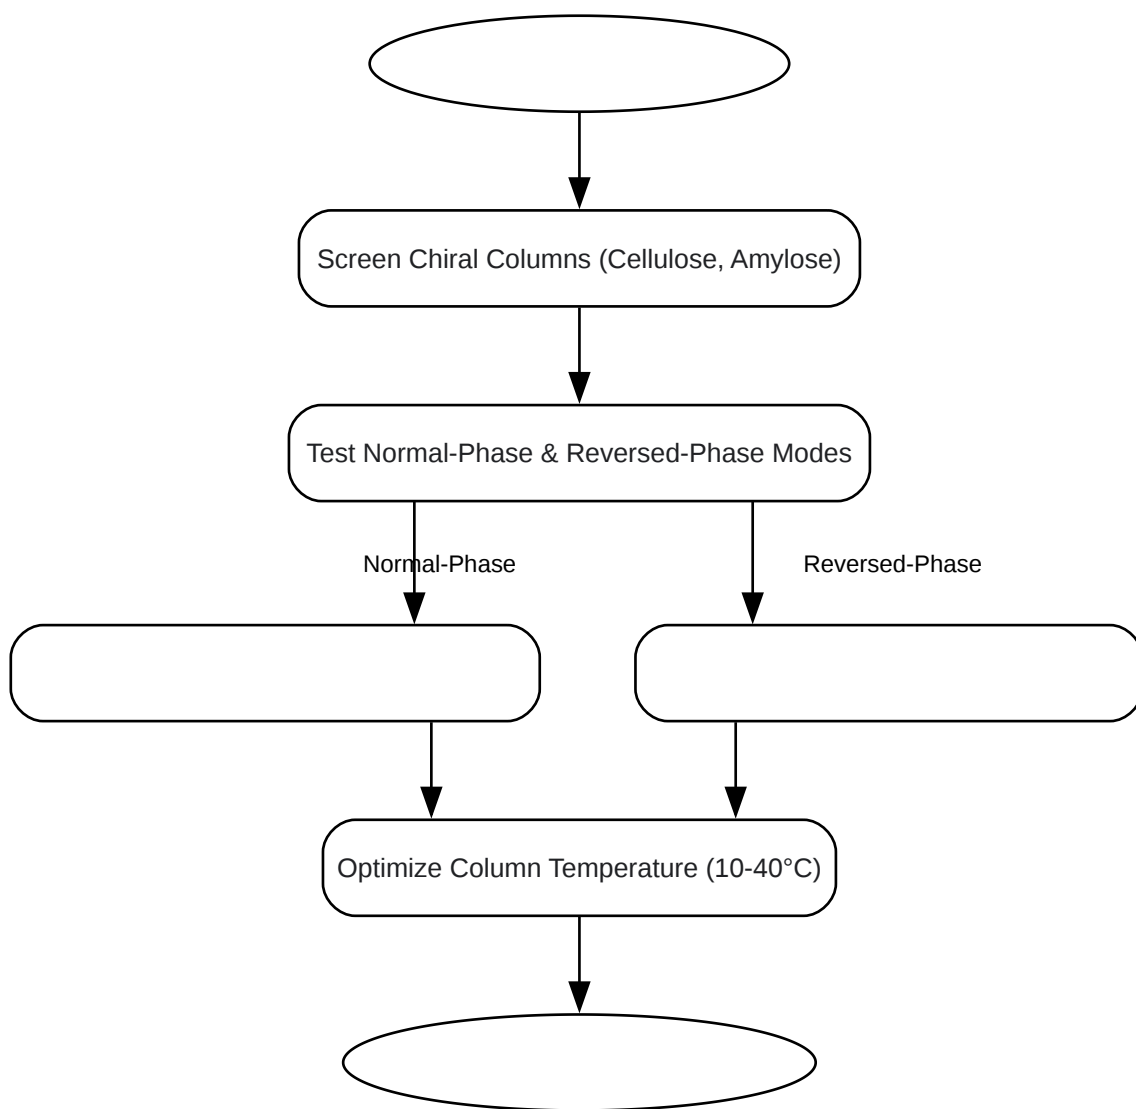 Screen Chiral Columns (Cellulose, Amylose)
Test Normal-Phase & Reversed-Phase Modes
Normal-Phase
Reversed-Phase
Optimize Column Temperature (10-40°C)